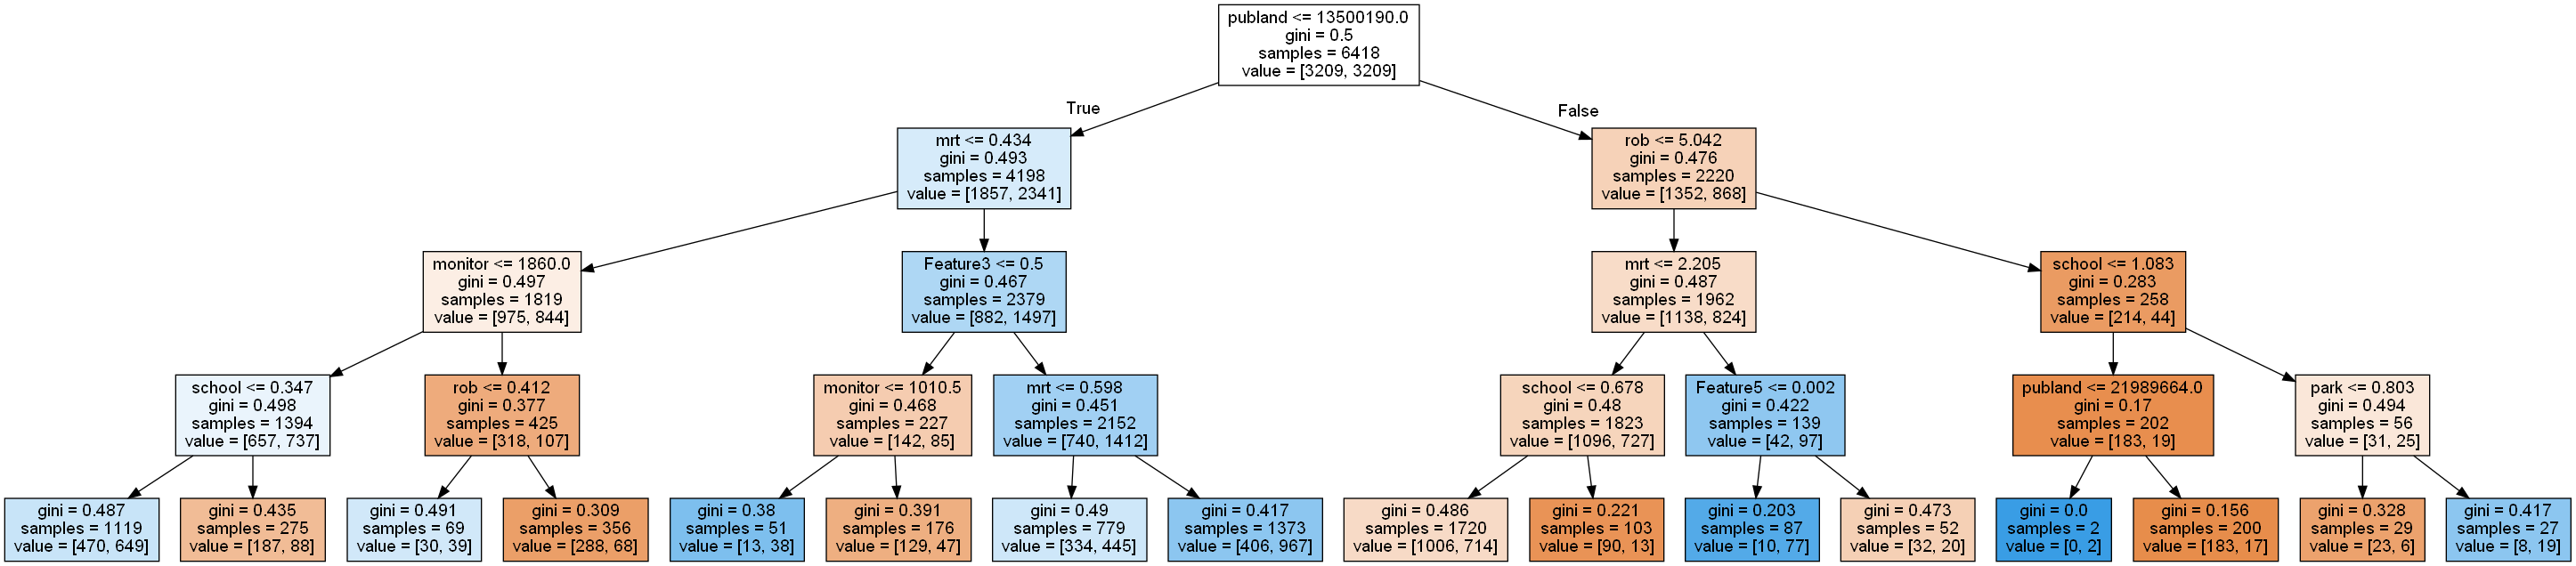 publand <= 13500190.0
gini = 0.5
samples = 6418
value = [3209, 3209]
True
False
mrt <= 0.434
gini = 0.493
samples = 4198
value = [1857, 2341]
rob <= 5.042
gini = 0.476
samples = 2220
value = [1352, 868]
monitor <= 1860.0
gini = 0.497
samples = 1819
value = [975, 844]
Feature3 <= 0.5
gini = 0.467
samples = 2379
value = [882, 1497]
mrt <= 2.205
gini = 0.487
samples = 1962
value = [1138, 824]
school <= 1.083
gini = 0.283
samples = 258
value = [214, 44]
school <= 0.347
gini = 0.498
samples = 1394
value = [657, 737]
rob <= 0.412
gini = 0.377
samples = 425
value = [318, 107]
monitor <= 1010.5
gini = 0.468
samples = 227
value = [142, 85]
mrt <= 0.598
gini = 0.451
samples = 2152
value = [740, 1412]
school <= 0.678
gini = 0.48
samples = 1823
value = [1096, 727]
Feature5 <= 0.002
gini = 0.422
samples = 139
value = [42, 97]
publand <= 21989664.0
gini = 0.17
samples = 202
value = [183, 19]
park <= 0.803
gini = 0.494
samples = 56
value = [31, 25]
gini = 0.487
samples = 1119
value = [470, 649]
gini = 0.435
samples = 275
value = [187, 88]
gini = 0.491
samples = 69
value = [30, 39]
gini = 0.309
samples = 356
value = [288, 68]
gini = 0.38
samples = 51
value = [13, 38]
gini = 0.391
samples = 176
value = [129, 47]
gini = 0.49
samples = 779
value = [334, 445]
gini = 0.417
samples = 1373
value = [406, 967]
gini = 0.486
samples = 1720
value = [1006, 714]
gini = 0.221
samples = 103
value = [90, 13]
gini = 0.203
samples = 87
value = [10, 77]
gini = 0.473
samples = 52
value = [32, 20]
gini = 0.0
samples = 2
value = [0, 2]
gini = 0.156
samples = 200
value = [183, 17]
gini = 0.328
samples = 29
value = [23, 6]
gini = 0.417
samples = 27
value = [8, 19]